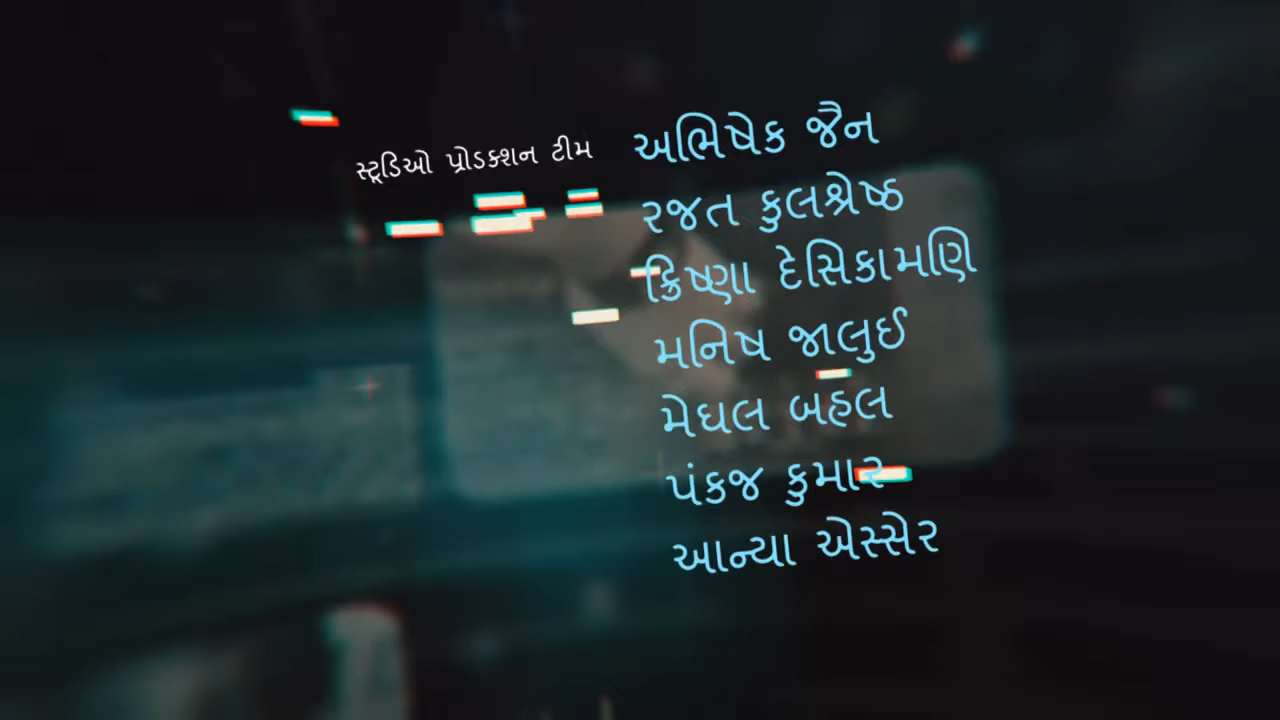 સ્ટૂડિઓ પ્રોડક્શન ટીમ
અભિષેક જૈન
રજત કુલશ્રેષ્ઠ
ક્રિષ્ણા દેસિકામણિ
મનિષ જાલુઈ
મેઘલ બહલ
પંકજ કુમાર
આન્યા એસ્સેર